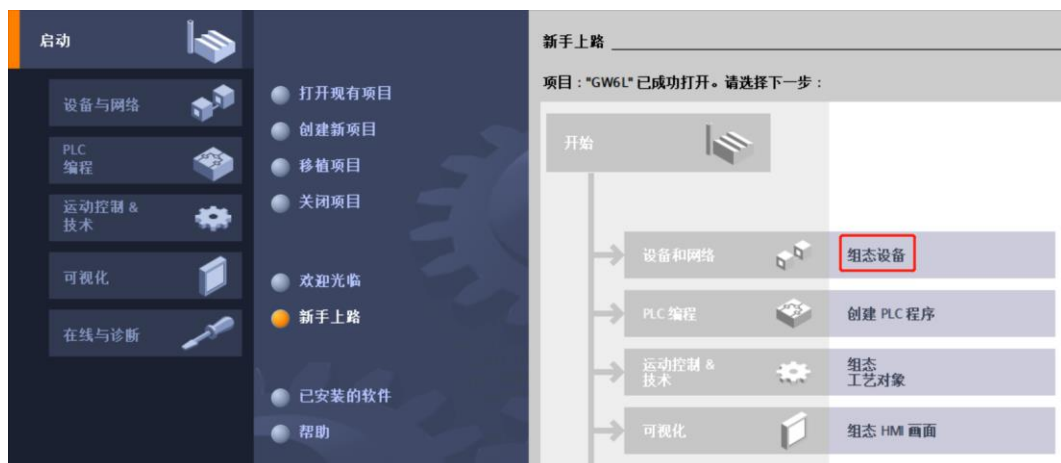 启动
设备与网络
PLC
编程
运动控制 &
技术
可视化
在线与诊断
打开现有项目
创建新项目
移植项目
关闭项目
欢迎光临
新手上路
已安装的软件
帮助
新手上路
项目："GW6L" 已成功打开。请选择下一步：
开始
设备和网络
组态设备
PLC 编程
创建 PLC 程序
运动控制 &
技术
组态
工艺对象
可视化
组态 HMI 画面